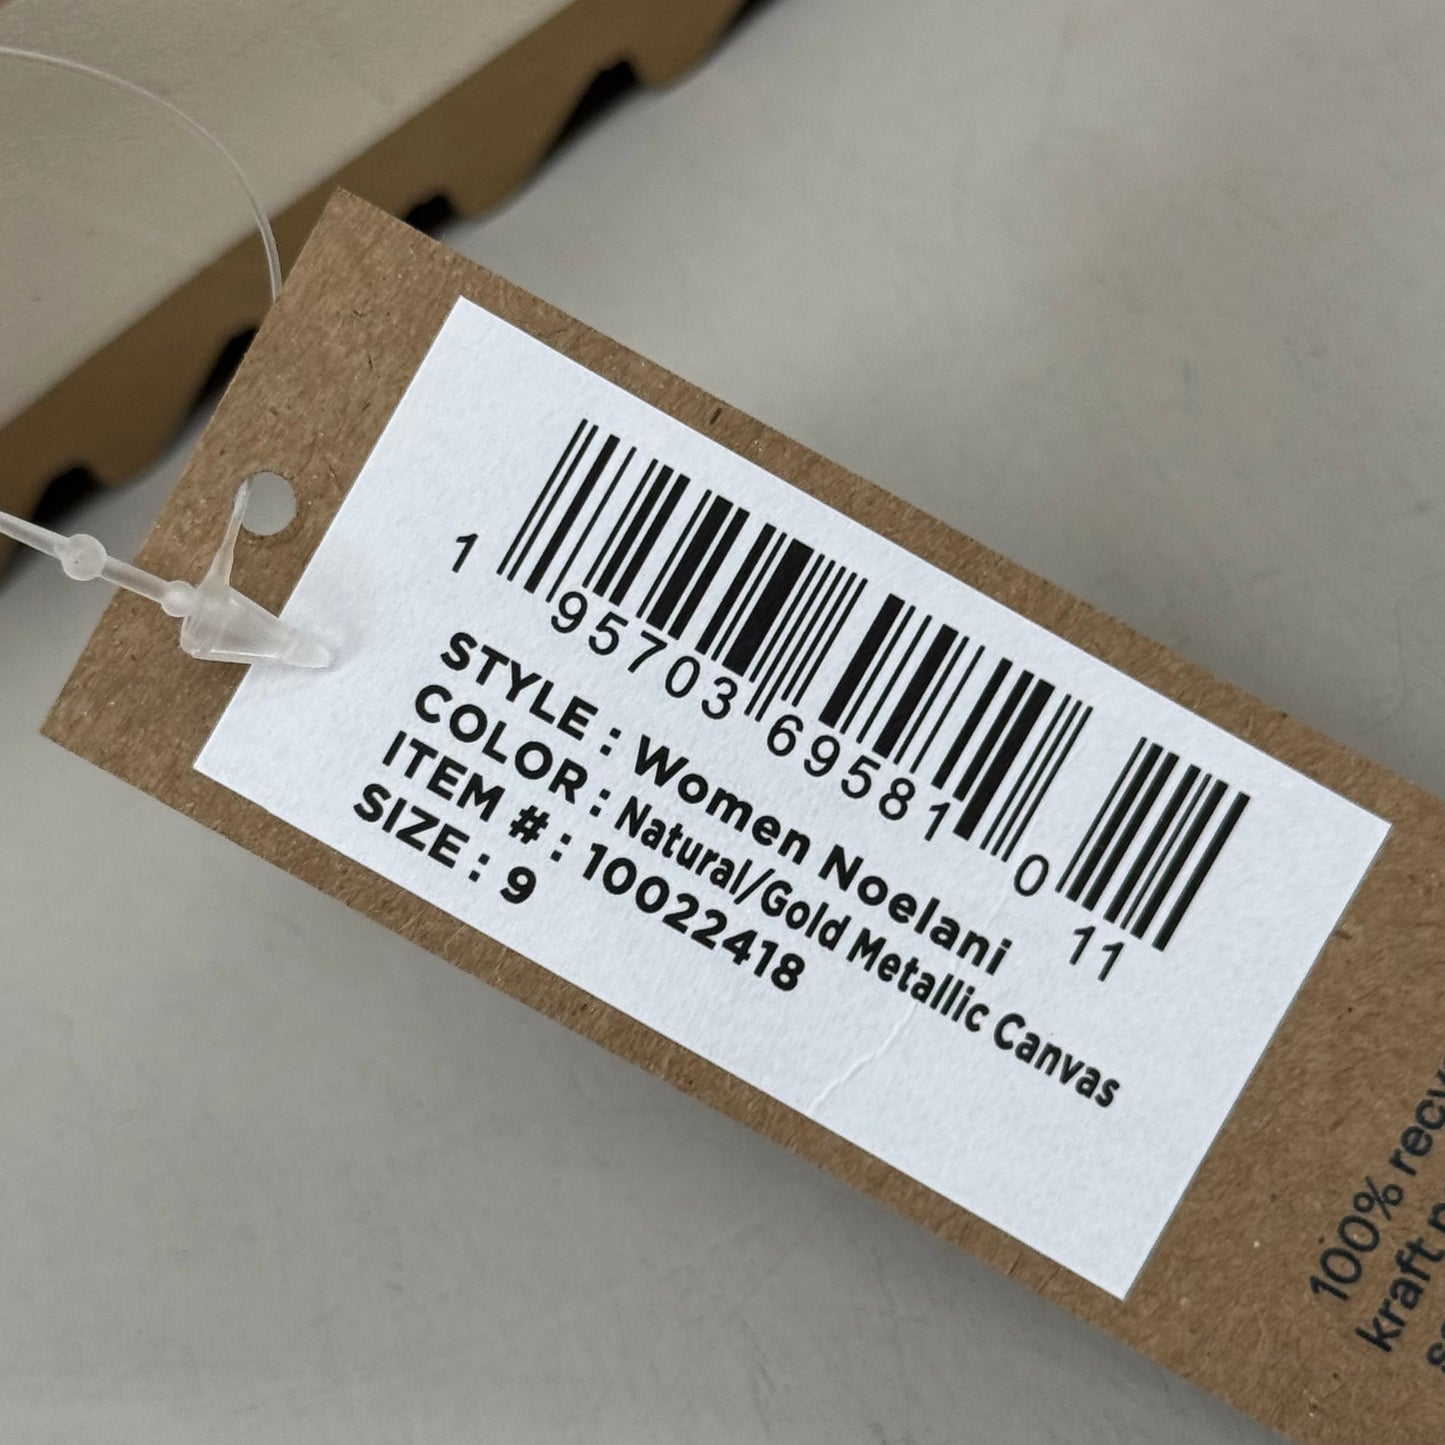 1 95703 69581 0 11
STYLE : Women Noelani
COLOR : Natural/Gold Metallic Canvas
ITEM # : 10022418
SIZE : 9
100%
kraft